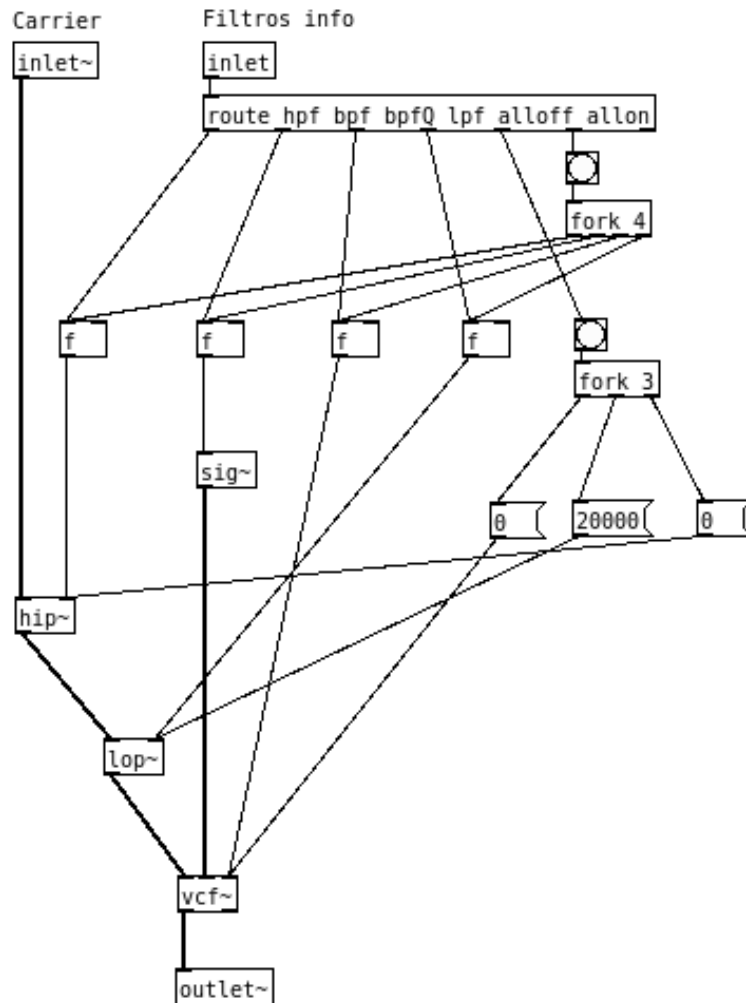 Carrier
Filtros info
inlet~
inlet
route hpf bpf bpfQ lpf alloff allon
fork 4
f
f
f
f
fork 3
sig~
0
20000
0
hip~
lop~
vcf~
outlet~